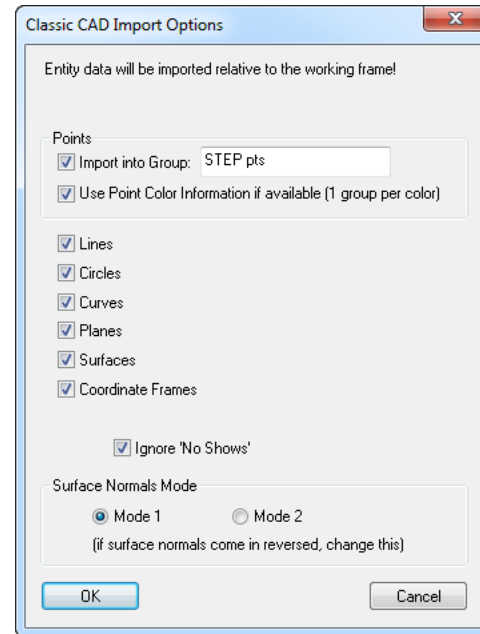 Classic CAD Import Options
Entity data will be imported relative to the working frame!
Points
Import into Group: STEP pts
Use Point Color Information if available (1 group per color)
Lines
Circles
Curves
Planes
Surfaces
Coordinate Frames
Ignore 'No Shows'
Surface Normals Mode
Mode 1 Mode 2
(if surface normals come in reversed, change this)
OK Cancel